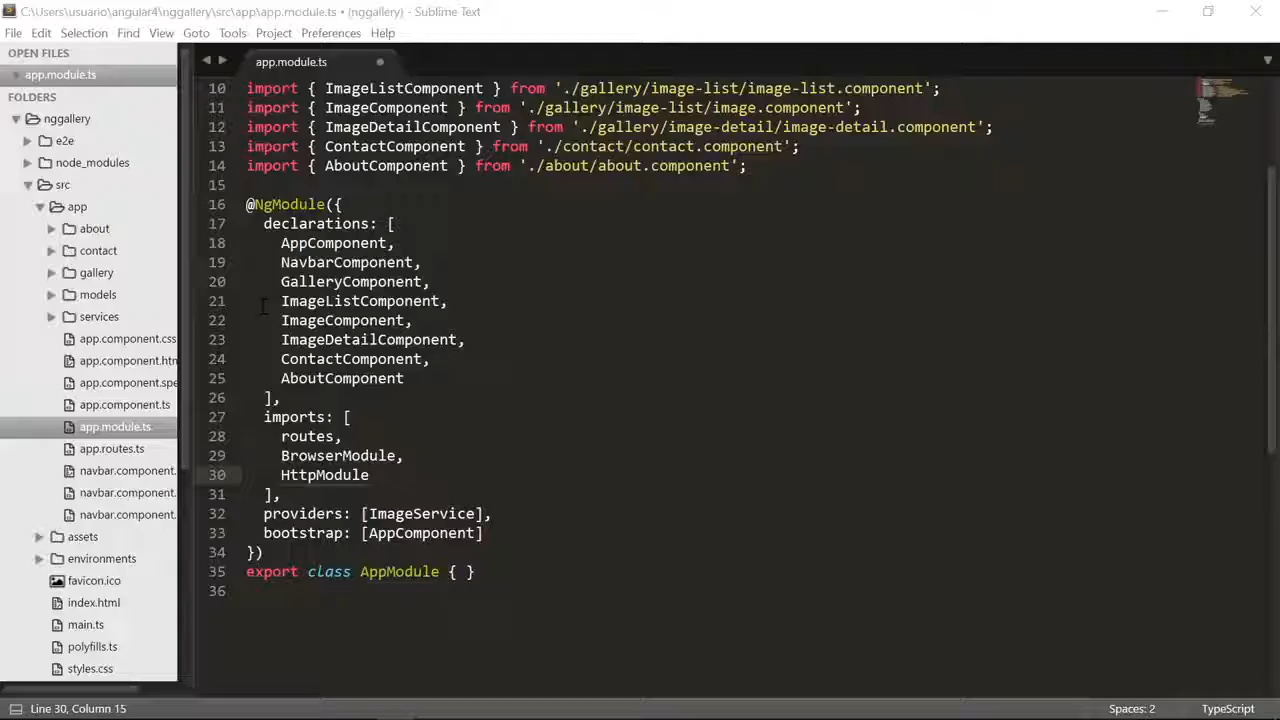 C:\Users\usuario\angular4\nggallery\src\app\app.module.ts • (nggallery) - Sublime Text
File Edit Selection Find View Goto Tools Project Preferences Help
OPEN FILES
app.module.ts
FOLDERS
nggallery
e2e
node_modules
src
app
about
contact
gallery
models
services
app.component.css
app.component.htm
app.component.spe
app.component.ts
app.module.ts
app.routes.ts
navbar.component.
navbar.component.
navbar.component.
assets
environments
favicon.ico
index.html
main.ts
polyfills.ts
styles.css
app.module.ts
10 import { ImageListComponent } from './gallery/image-list/image-list.component';
11 import { ImageComponent } from './gallery/image-list/image.component';
12 import { ImageDetailComponent } from './gallery/image-detail/image-detail.component';
13 import { ContactComponent } from './contact/contact.component';
14 import { AboutComponent } from './about/about.component';
15
16 @NgModule({
17 declarations: [
18 AppComponent,
19 NavbarComponent,
20 GalleryComponent,
21 ImageListComponent,
22 ImageComponent,
23 ImageDetailComponent,
24 ContactComponent,
25 AboutComponent
26 ],
27 imports: [
28 routes,
29 BrowserModule,
30 HttpModule
31 ],
32 providers: [ImageService],
33 bootstrap: [AppComponent]
34 })
35 export class AppModule { }
36
Line 30, Column 15
Spaces: 2
TypeScript